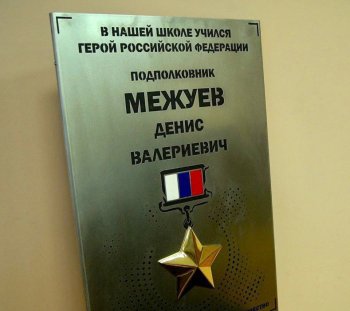 В НАШЕЙ ШКОЛЕ УЧИЛСЯ
ГЕРОЙ РОССИЙСКОЙ ФЕДЕРАЦИИ
ПОДПОЛКОВНИК
МЕЖУЕВ
ДЕНИС
ВАЛЕРИЕВИЧ